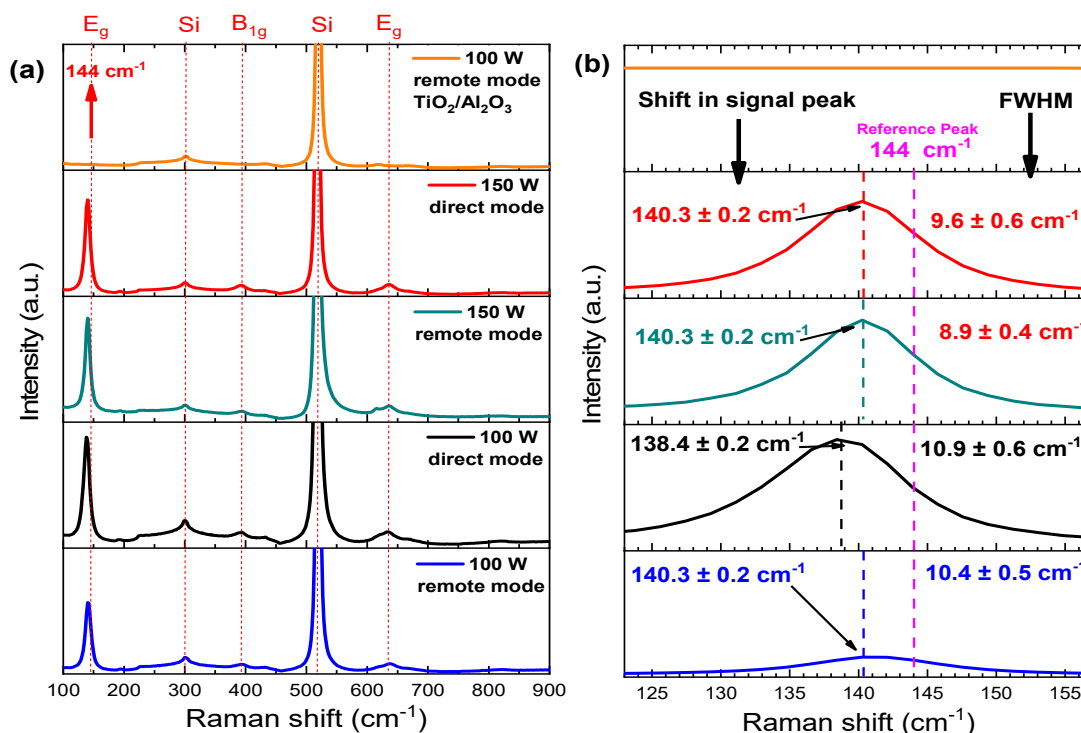 E_g Si B_1g Si E_g
(a)
144 cm⁻¹
100 W
remote mode
TiO₂/Al₂O₃
150 W
direct mode
150 W
remote mode
100 W
direct mode
100 W
remote mode
Intensity (a.u.)
100 200 300 400 500 600 700 800 900
Raman shift (cm⁻¹)
(b)
Shift in signal peak
FWHM
Reference Peak
144 cm⁻¹
140.3 ± 0.2 cm⁻¹
9.6 ± 0.6 cm⁻¹
140.3 ± 0.2 cm⁻¹
8.9 ± 0.4 cm⁻¹
138.4 ± 0.2 cm⁻¹
10.9 ± 0.6 cm⁻¹
140.3 ± 0.2 cm⁻¹
10.4 ± 0.5 cm⁻¹
Intensity (a.u.)
125 130 135 140 145 150 155
Raman shift (cm⁻¹)